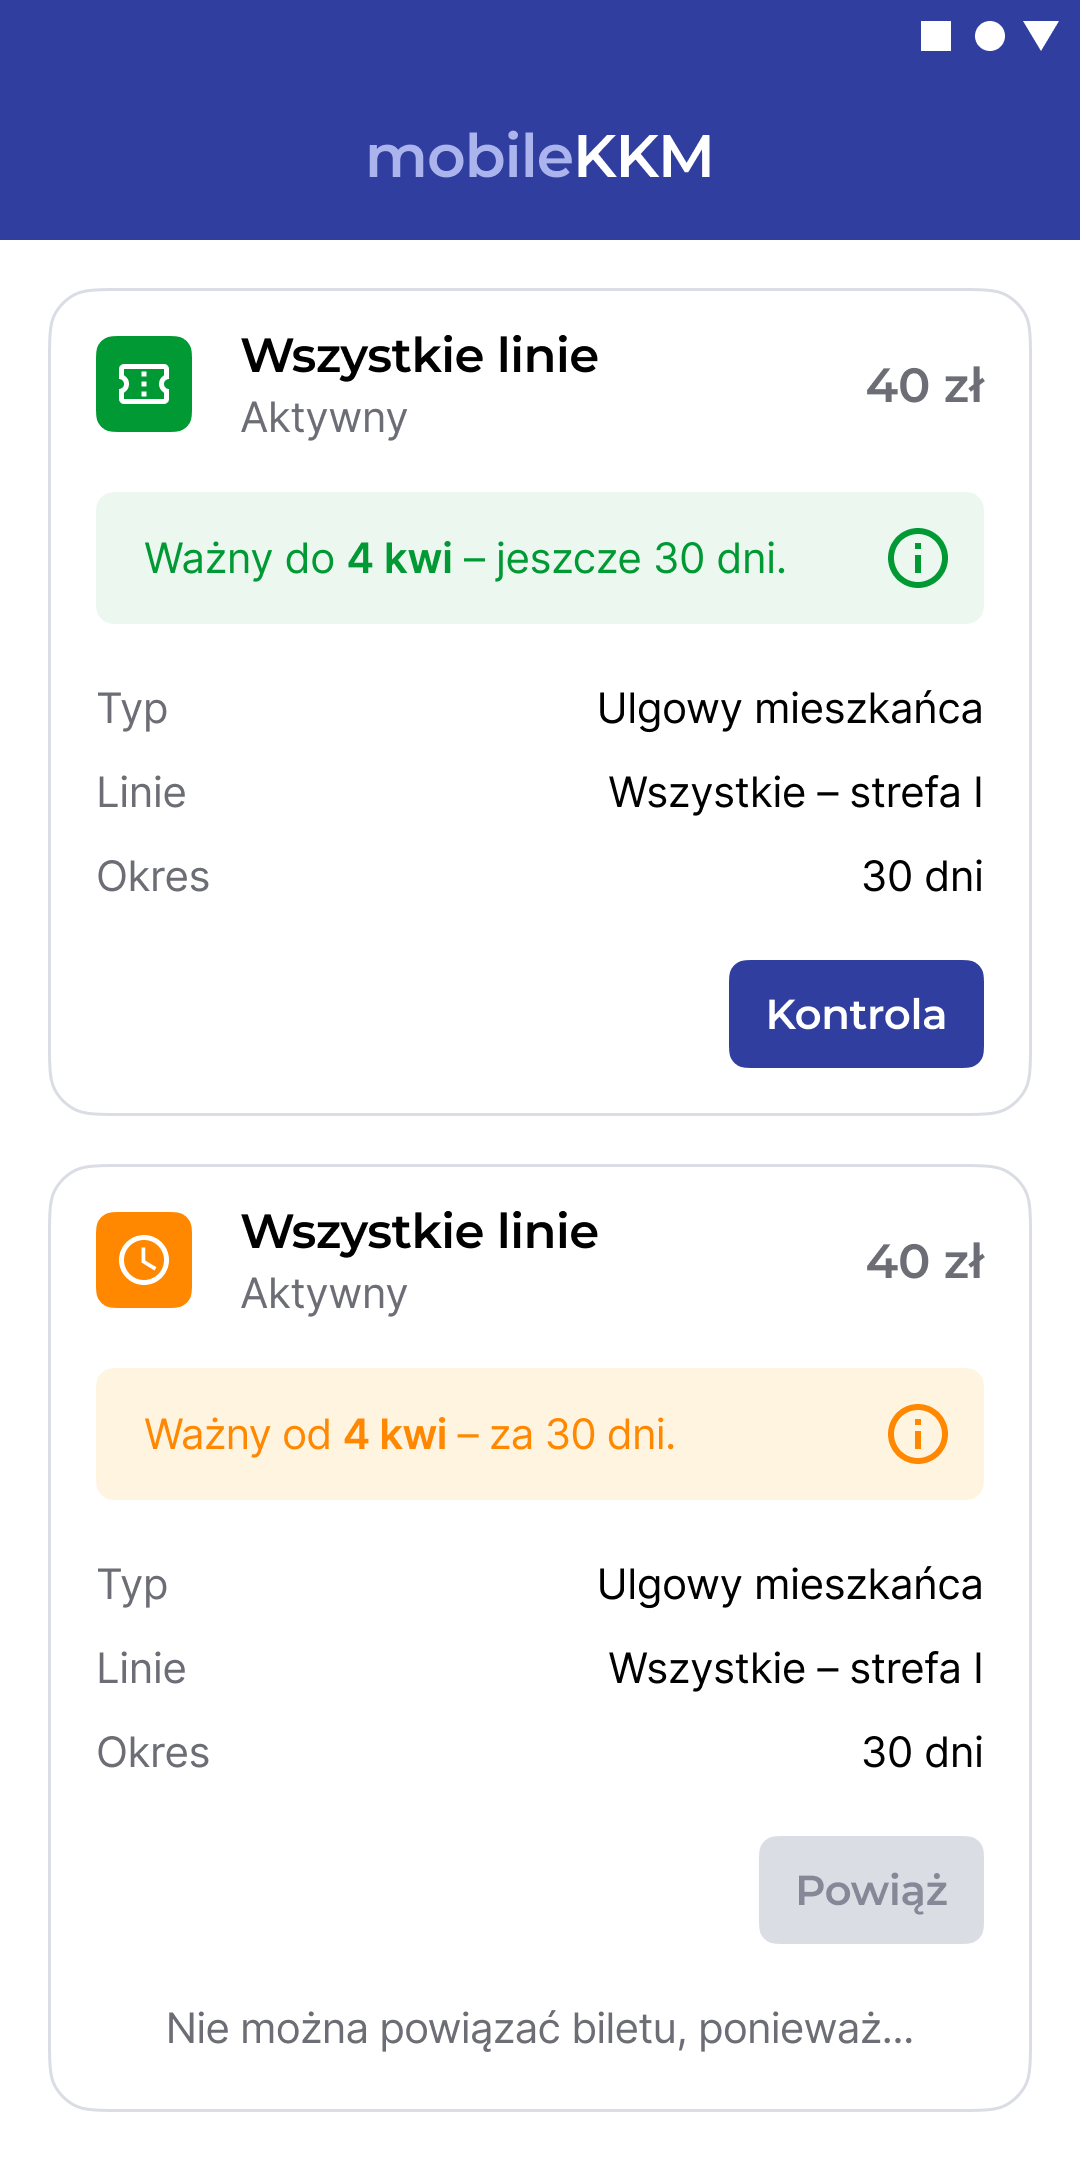 mobileKKM
Wszystkie linie
Aktywny
40 zł
Ważny do 4 kwi – jeszcze 30 dni.
Typ
Ulgowy mieszkańca
Linie
Wszystkie – strefa I
Okres
30 dni
Kontrola
Wszystkie linie
Aktywny
40 zł
Ważny od 4 kwi – za 30 dni.
Typ
Ulgowy mieszkańca
Linie
Wszystkie – strefa I
Okres
30 dni
Powiąż
Nie można powiązać biletu, ponieważ...